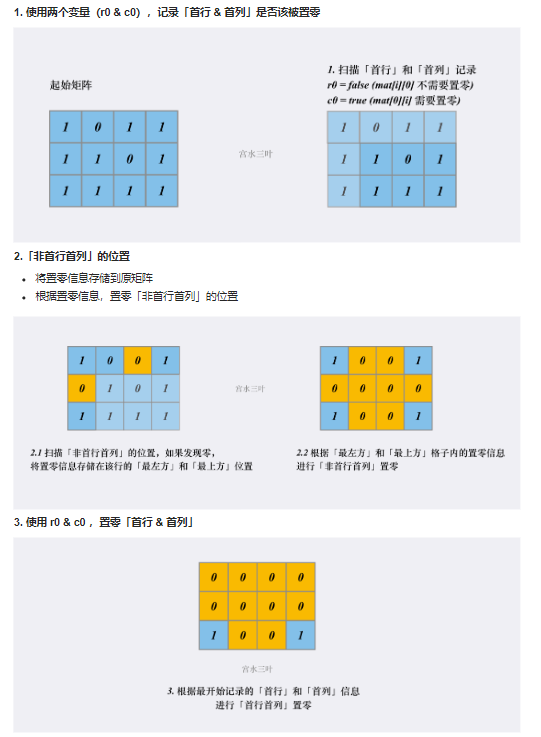 1. 使用两个变量（r0 & c0），记录「首行 & 首列」是否该被置零
起始矩阵
1 0 1 1
1 1 0 1
1 1 1 1
宫水三叶
1. 扫描「首行」和「首列」记录
r0 = false (mat[i][0] 不需要置零)
c0 = true (mat[0][i] 需要置零)
1 0 1 1
1 1 0 1
1 1 1 1
2.「非首行首列」的位置
• 将置零信息存储到原矩阵
• 根据置零信息，置零「非首行首列」的位置
1 0 0 1
0 1 0 1
1 1 1 1
宫水三叶
1 0 0 1
0 0 0 0
1 0 0 1
2.1 扫描「非首行首列」的位置，如果发现零，
将置零信息存储在该行的「最左方」和「最上方」位置
2.2 根据「最左方」和「最上方」格子内的置零信息
进行「非首行首列」置零
3. 使用 r0 & c0 ，置零「首行 & 首列」
0 0 0 0
0 0 0 0
1 0 0 1
宫水三叶
3. 根据最开始记录的「首行」和「首列」信息
进行「首行首列」置零